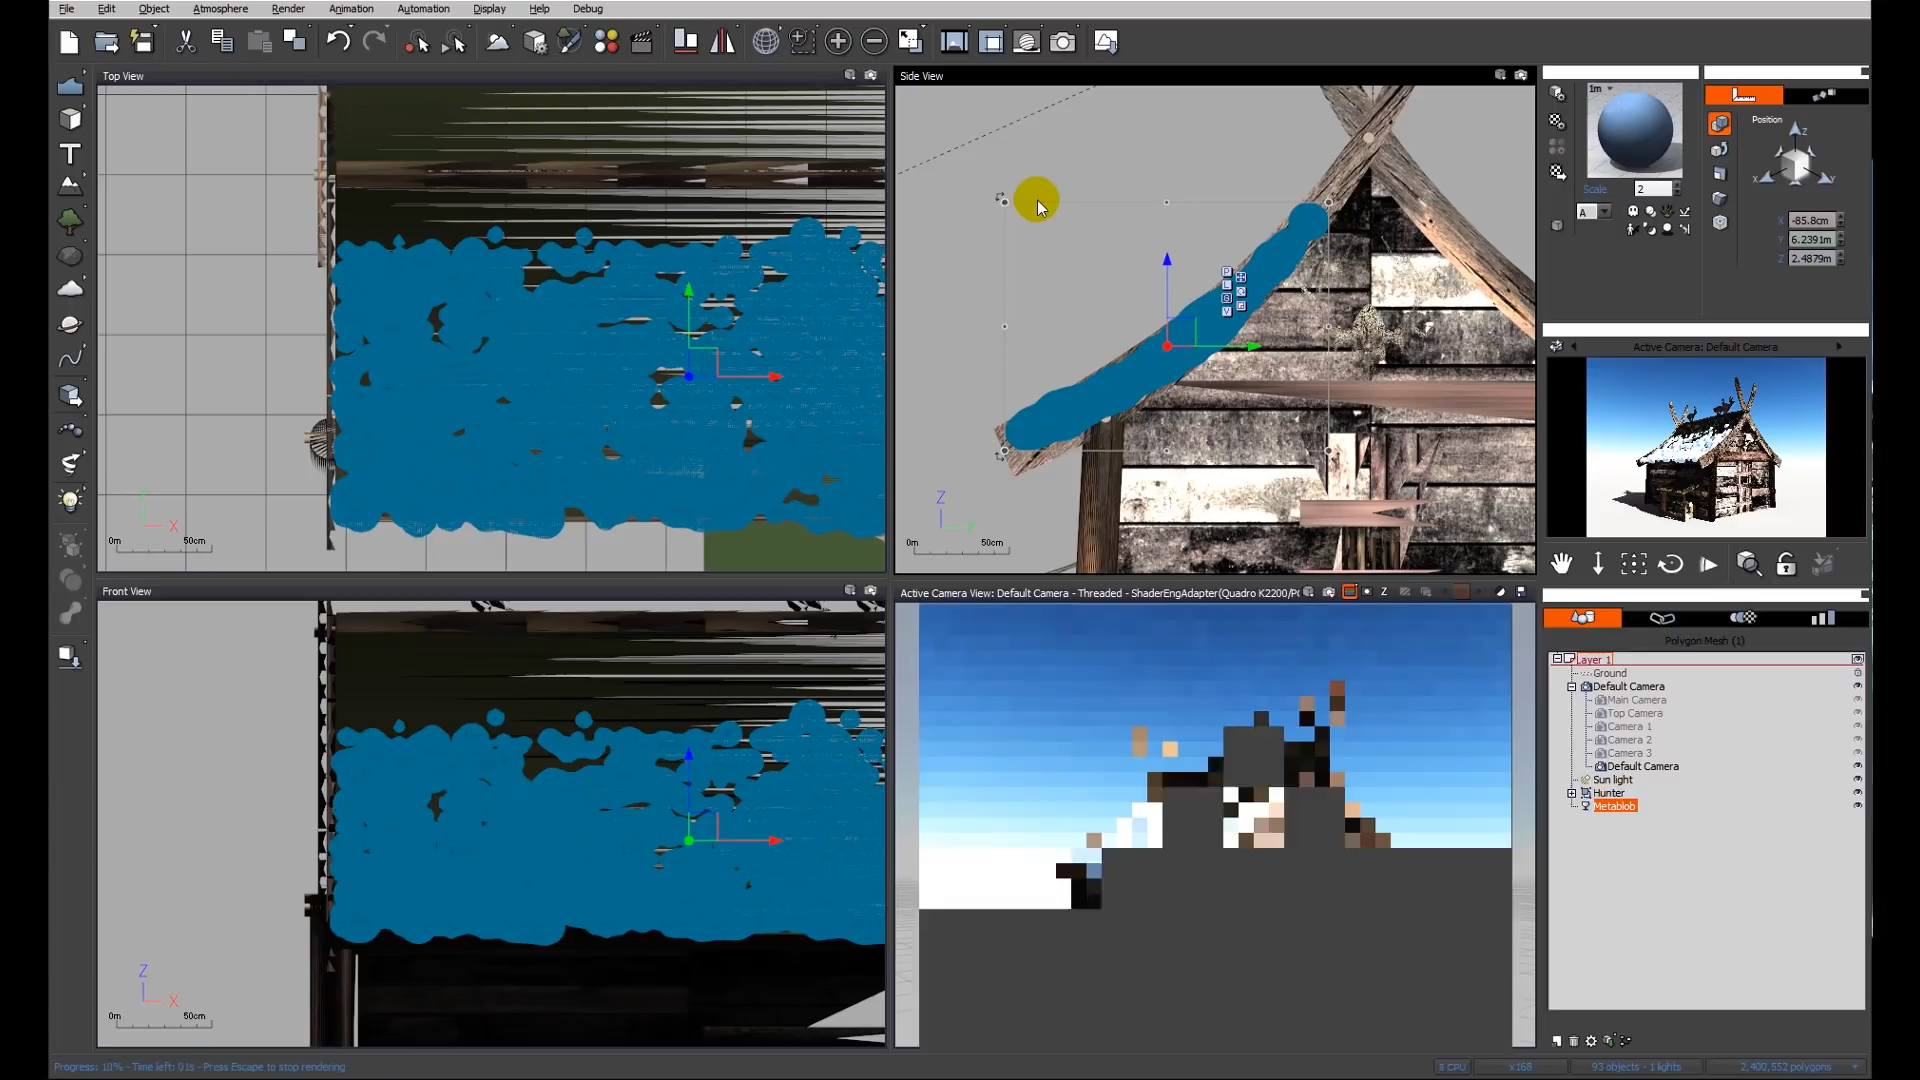 File Edit Object Atmosphere Render Animation Automation Display Help Debug
Top View
Side View
1m
Position
Z
X
Y
Scale 2
A
X -85.8cm
Y 6.2391m
Z 2.4879m
P
L
V
Active Camera: Default Camera
Y
X
0m 50cm
Z
Y
0m 50cm
Front View
Active Camera View: Default Camera - Threaded - ShaderEngAdapter(Quadro K2200/P
Z
Polygon Mesh (1)
Layer 1
Ground
Default Camera
Main Camera
Top Camera
Camera 1
Camera 2
Camera 3
Default Camera
Sun light
Hunter
Metablob
Z
X
0m 50cm
Progress: 10% - Time left: 01s - Press Escape to stop rendering
8 CPU
x168
93 objects - 1 lights
2,400,552 polygons